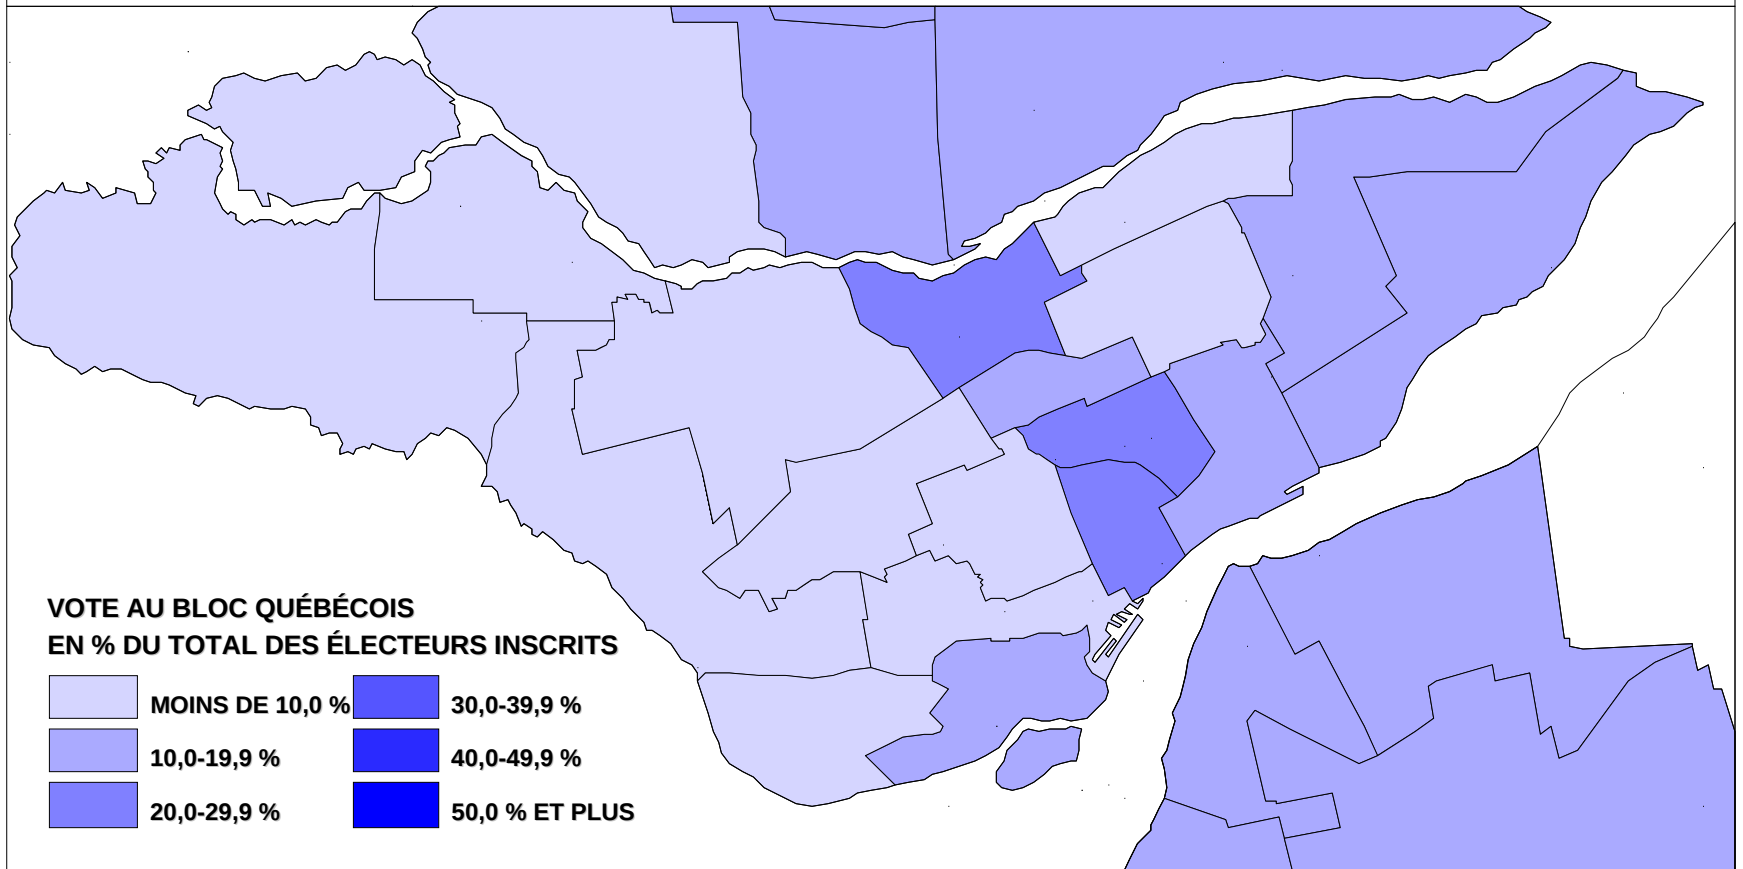 VOTE AU BLOC QUÉBÉCOIS
EN % DU TOTAL DES ÉLECTEURS INSCRITS
MOINS DE 10,0 %
10,0-19,9 %
20,0-29,9 %
30,0-39,9 %
40,0-49,9 %
50,0 % ET PLUS